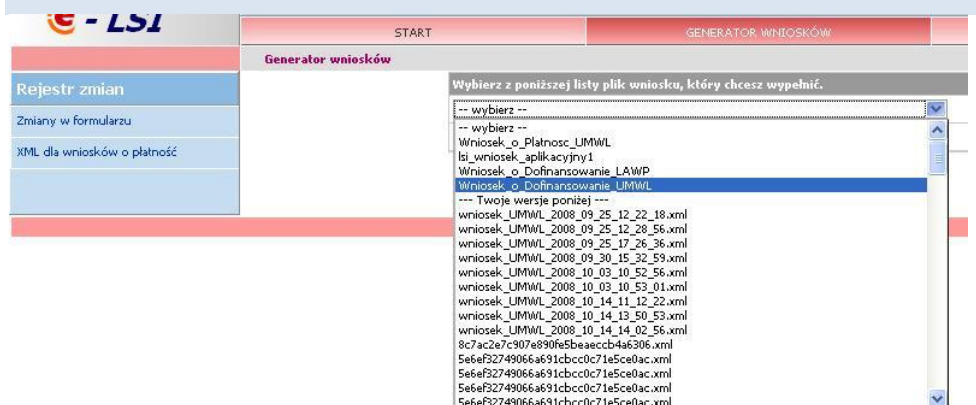 e - LSI
START
GENERATOR WNIOSKÓW
Generator wniosków
Rejestr zmian
Zmiany w formularzu
XML dla wniosków o płatność
Wybierz z poniższej listy plik wniosku, który chcesz wypełnić.
-- wybierz --
-- wybierz --
Wniosek_o_Platnosc_UMWL
lsi_wniosek_aplikacyjny1
Wniosek_o_Dofinansowanie_LAWP
Wniosek_o_Dofinansowanie_UMWL
--- Twoje wersje poniżej ---
wniosek_UMWL_2008_09_25_12_22_18.xml
wniosek_UMWL_2008_09_25_12_28_56.xml
wniosek_UMWL_2008_09_25_17_26_36.xml
wniosek_UMWL_2008_09_30_15_32_59.xml
wniosek_UMWL_2008_10_03_10_52_56.xml
wniosek_UMWL_2008_10_03_10_53_01.xml
wniosek_UMWL_2008_10_14_11_12_22.xml
wniosek_UMWL_2008_10_14_13_50_53.xml
wniosek_UMWL_2008_10_14_14_02_56.xml
8c7ac2e7c907e890fe5beaeccb4a6306.xml
5e6ef32749066a691cbcc0c71e5ce0ac.xml
5e6ef32749066a691cbcc0c71e5ce0ac.xml
5e6ef32749066a691cbcc0c71e5ce0ac.xml
5e6ef32749066a691cbcc0c71e5ce0ac.xml